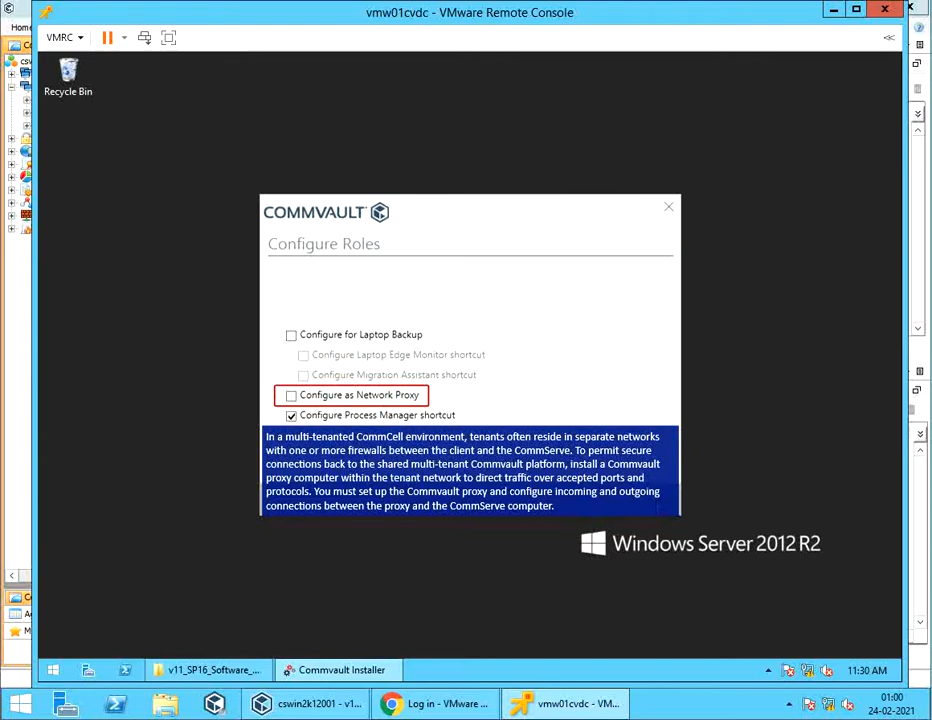 vmw01cvdc - VMware Remote Console
Home
VMRC
Recycle Bin
COMMVAULT
Configure Roles
Configure for Laptop Backup
Configure Laptop Edge Monitor shortcut
Configure Migration Assistant shortcut
Configure as Network Proxy
Configure Process Manager shortcut
In a multi-tenanted CommCell environment, tenants often reside in separate networks
with one or more firewalls between the client and the CommServe. To permit secure
connections back to the shared multi-tenant Commvault platform, install a Commvault
proxy computer within the tenant network to direct traffic over accepted ports and
protocols. You must set up the Commvault proxy and configure incoming and outgoing
connections between the proxy and the CommServe computer.
Windows Server 2012 R2
v11_SP16_Software_...
Commvault Installer
11:30 AM
cswin2k12001 - v1...
Log in - VMware ...
vmw01cvdc - VM...
01:00
24-02-2021